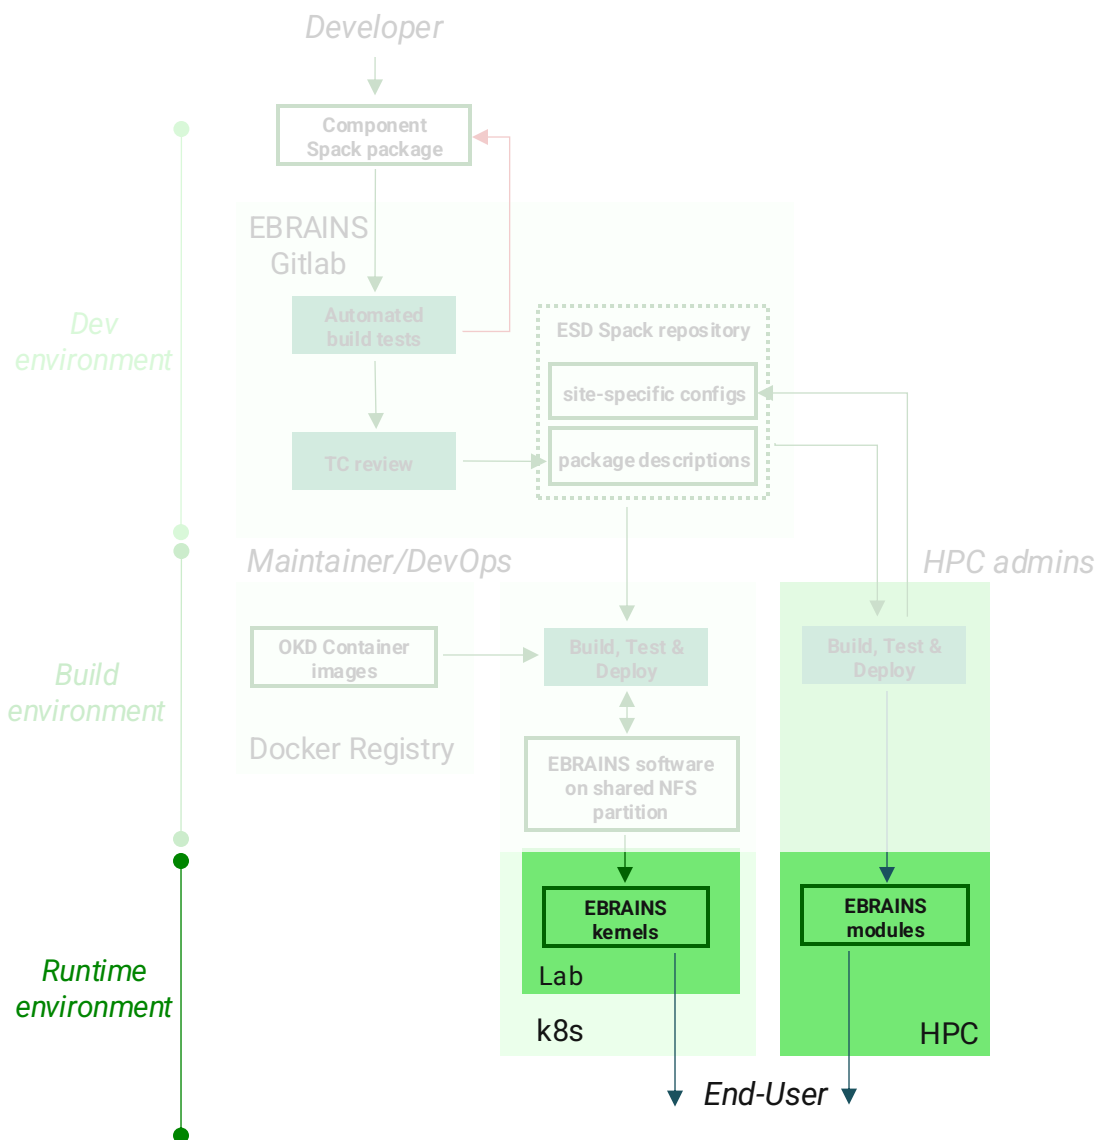 Developer
Component
Spack package
EBRAINS
Gitlab
Automated
build tests
ESD Spack repository
Dev
environment
site-specific configs
TC review
package descriptions
Maintainer/DevOps
HPC admins
OKD Container
images
Build, Test &
Deploy
Build, Test &
Deploy
Build
environment
Docker Registry
EBRAINS software
on shared NFS
partition
EBRAINS
kernels
EBRAINS
modules
Runtime
environment
Lab
k8s
HPC
End-User